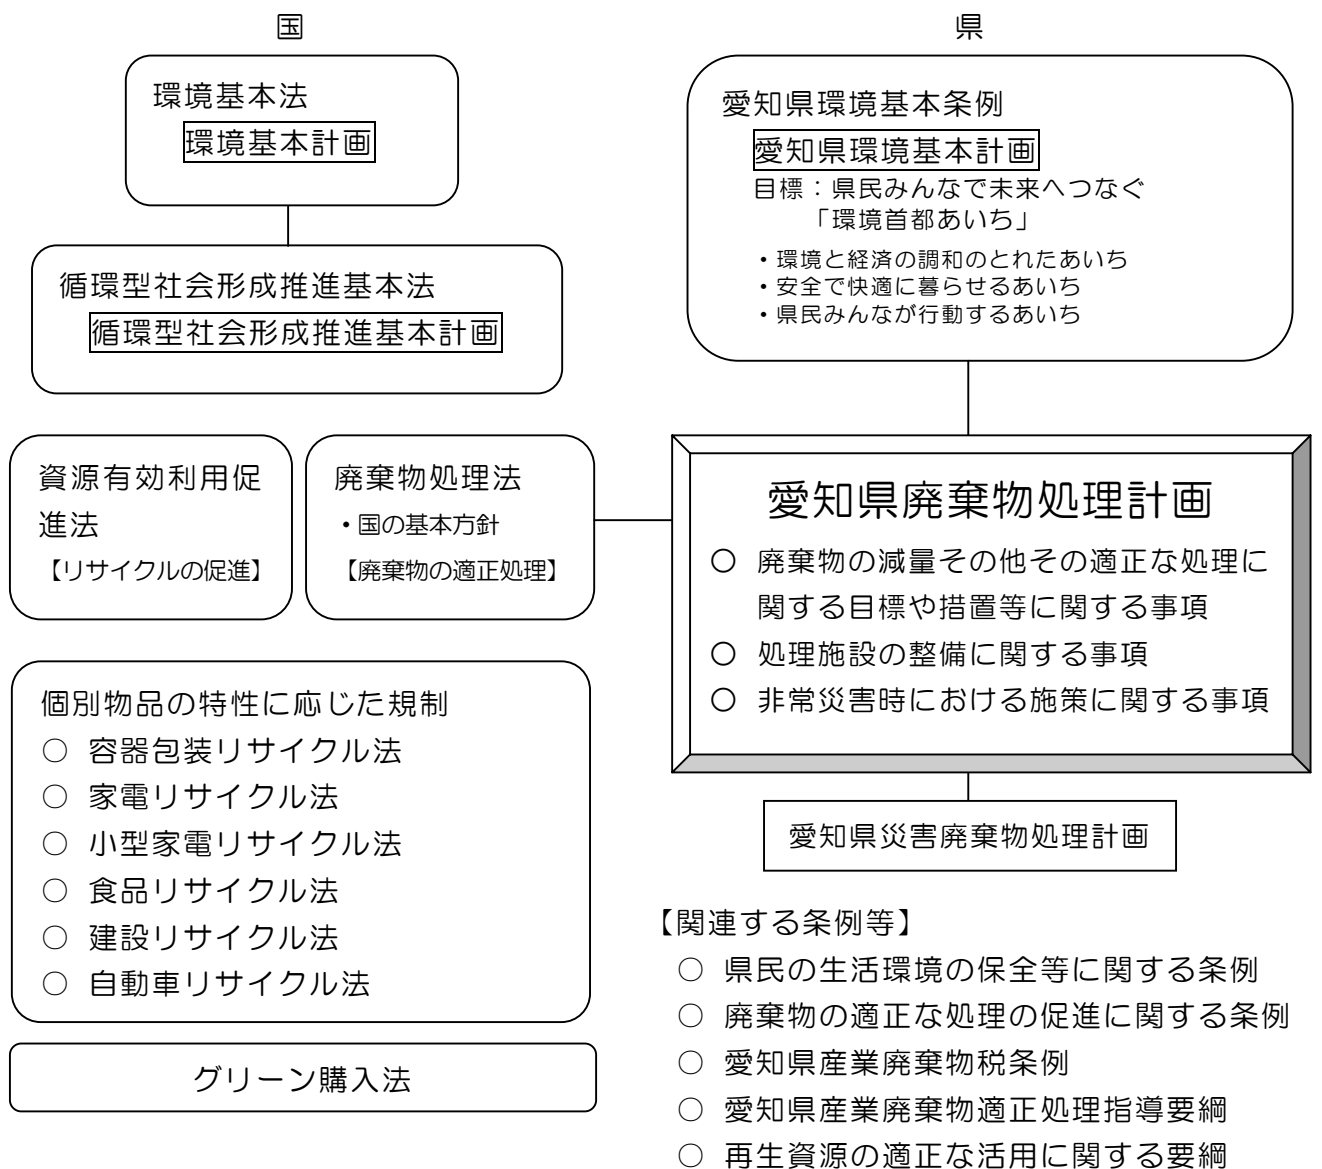 国
環境基本法
環境基本計画
循環型社会形成推進基本法
循環型社会形成推進基本計画
資源有効利用促
進法
【リサイクルの促進】
廃棄物処理法
・国の基本方針
【廃棄物の適正処理】
個別物品の特性に応じた規制
○ 容器包装リサイクル法
○ 家電リサイクル法
○ 小型家電リサイクル法
○ 食品リサイクル法
○ 建設リサイクル法
○ 自動車リサイクル法
グリーン購入法
県
愛知県環境基本条例
愛知県環境基本計画
目標：県民みんなで未来へつなぐ
「環境首都あいち」
・環境と経済の調和のとれたあいち
・安全で快適に暮らせるあいち
・県民みんなが行動するあいち
愛知県廃棄物処理計画
○ 廃棄物の減量その他その適正な処理に
関する目標や措置等に関する事項
○ 処理施設の整備に関する事項
○ 非常災害時における施策に関する事項
愛知県災害廃棄物処理計画
【関連する条例等】
○ 県民の生活環境の保全等に関する条例
○ 廃棄物の適正な処理の促進に関する条例
○ 愛知県産業廃棄物税条例
○ 愛知県産業廃棄物適正処理指導要綱
○ 再生資源の適正な活用に関する要綱